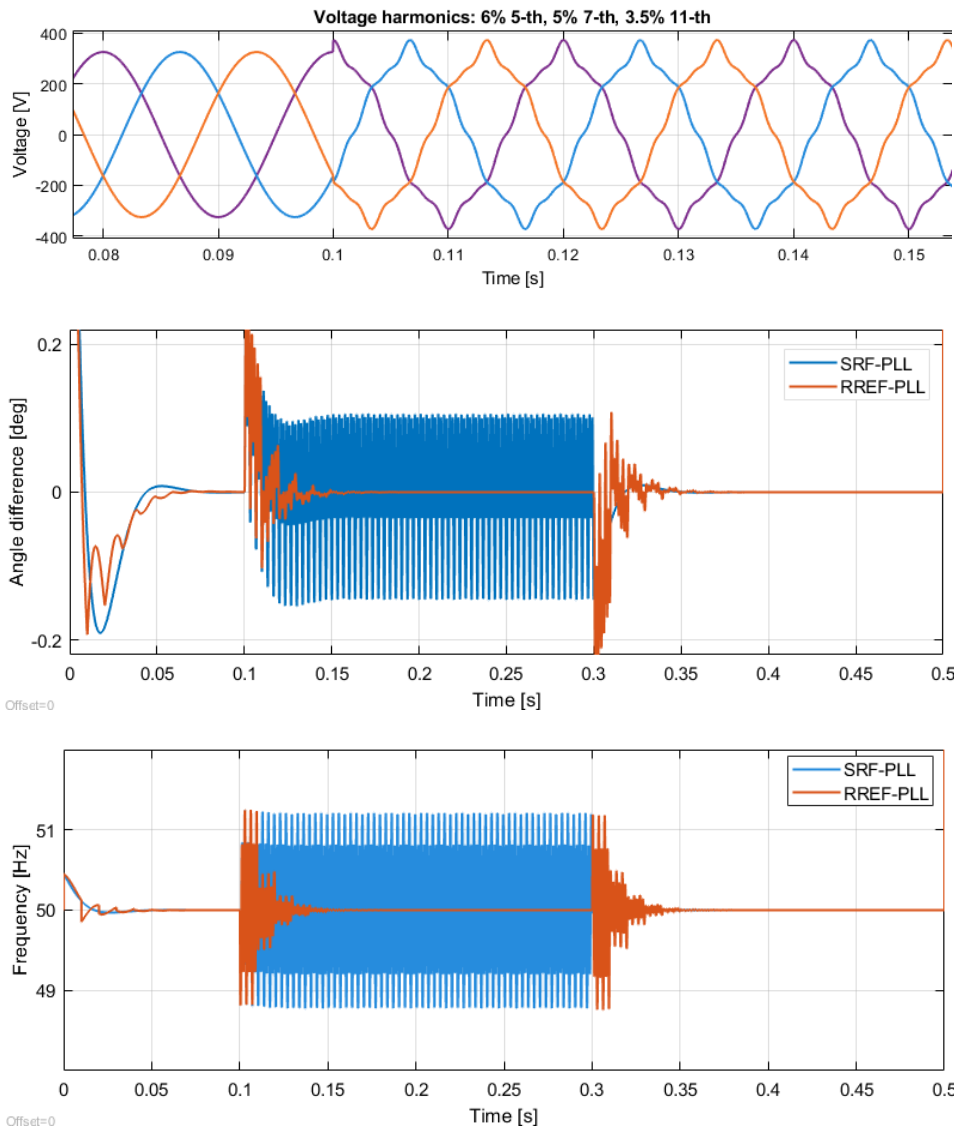 Voltage harmonics: 6% 5-th, 5% 7-th, 3.5% 11-th
400
200
0
-200
-400
Voltage [V]
0.08 0.09 0.1 0.11 0.12 0.13 0.14 0.15
Time [s]
0.2
0
-0.2
Angle difference [deg]
SRF-PLL
RREF-PLL
0 0.05 0.1 0.15 0.2 0.25 0.3 0.35 0.4 0.45 0.5
Time [s]
Offset=0
51
50
49
Frequency [Hz]
SRF-PLL
RREF-PLL
0 0.05 0.1 0.15 0.2 0.25 0.3 0.35 0.4 0.45 0.5
Time [s]
Offset=0